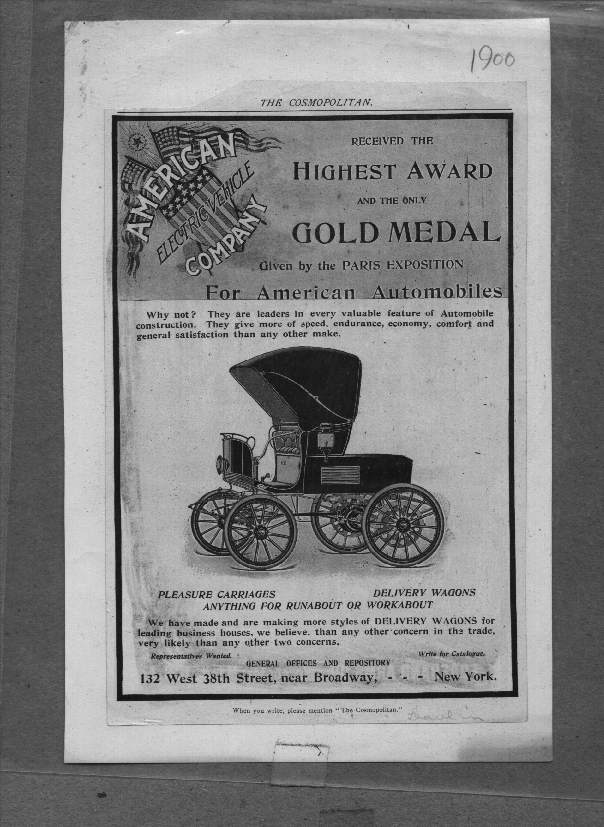 1900
THE COSMOPOLITAN.
AMERICAN
ELECTRIC VEHICLE
COMPANY
RECEIVED THE
HIGHEST AWARD
AND THE ONLY
GOLD MEDAL
Given by the PARIS EXPOSITION
For American Automobiles
Why not? They are leaders in every valuable feature of Automobile
construction. They give more of speed, endurance, economy, comfort and
general satisfaction than any other make.
PLEASURE CARRIAGES DELIVERY WAGONS
ANYTHING FOR RUNABOUT OR WORKABOUT
We have made and are making more styles of DELIVERY WAGONS for
leading business houses, we believe, than any other concern in the trade,
very likely than any other two concerns.
Representatives Wanted. Write for Catalogue.
GENERAL OFFICES AND REPOSITORY
132 West 38th Street, near Broadway, - - - New York.
When you write, please mention "The Cosmopolitan."